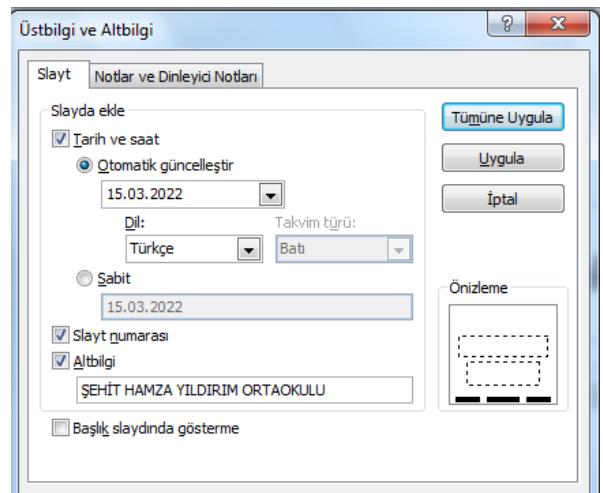 Üstbilgi ve Altbilgi
Slayt Notlar ve Dinleyici Notları
Slayda ekle
Tarih ve saat
Otomatik güncelleştir
15.03.2022
Dil: Takvim türü:
Türkçe Batı
Sabit
15.03.2022
Slayt numarası
Altbilgi
ŞEHİT HAMZA YILDIRIM ORTAOKULU
Başlık slaydında gösterme
Tümüne Uygula
Uygula
İptal
Önizleme